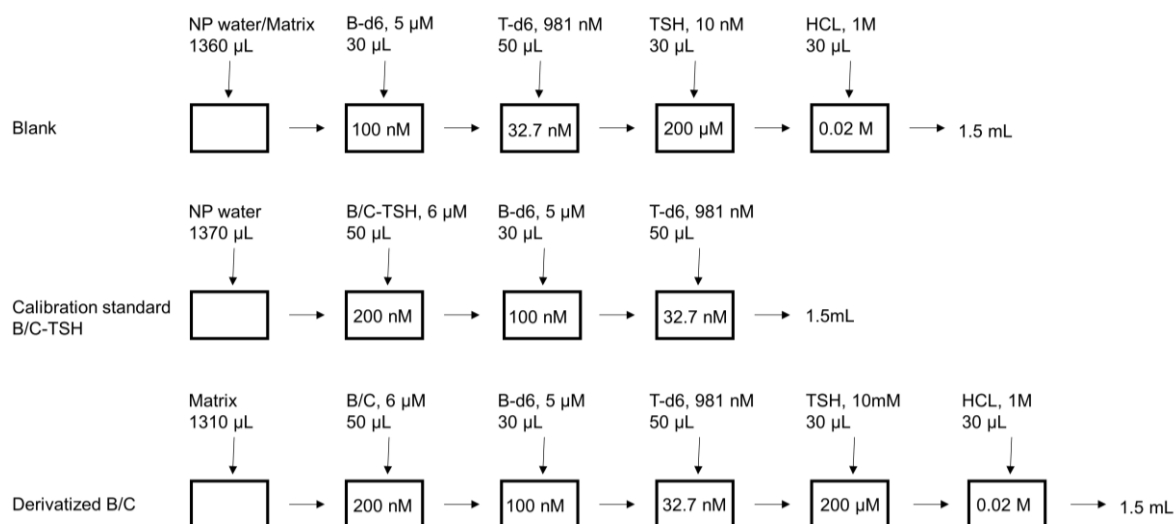 NP water/Matrix
1360 µL
B-d6, 5 µM
30 µL
T-d6, 981 nM
50 µL
TSH, 10 nM
30 µL
HCL, 1M
30 µL
Blank
100 nM
32.7 nM
200 µM
0.02 M
1.5 mL
NP water
1370 µL
B/C-TSH, 6 µM
50 µL
B-d6, 5 µM
30 µL
T-d6, 981 nM
50 µL
Calibration standard
B/C-TSH
200 nM
100 nM
32.7 nM
1.5mL
Matrix
1310 µL
B/C, 6 µM
50 µL
B-d6, 5 µM
30 µL
T-d6, 981 nM
50 µL
TSH, 10mM
30 µL
HCL, 1M
30 µL
Derivatized B/C
200 nM
100 nM
32.7 nM
200 µM
0.02 M
1.5 mL